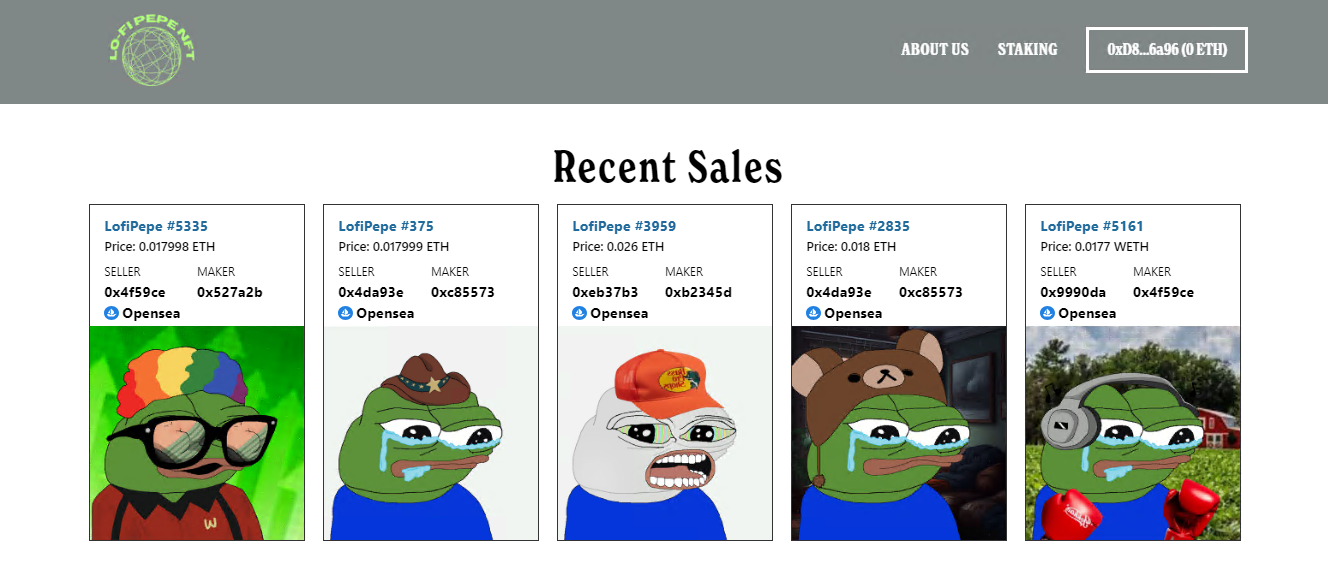 LO-FI PEPE NFT
ABOUT US
STAKING
0xD8...6a96 (0 ETH)
Recent Sales
LofiPepe #5335
Price: 0.017998 ETH
SELLER MAKER
0x4f59ce 0x527a2b
Opensea
W
LofiPepe #375
Price: 0.017999 ETH
SELLER MAKER
0x4da93e 0xc85573
Opensea
LofiPepe #3959
Price: 0.026 ETH
SELLER MAKER
0xeb37b3 0xb2345d
Opensea
Bass
Pro
Shops
LofiPepe #2835
Price: 0.018 ETH
SELLER MAKER
0x4da93e 0xc85573
Opensea
LofiPepe #5161
Price: 0.0177 WETH
SELLER MAKER
0x9990da 0x4f59ce
Opensea